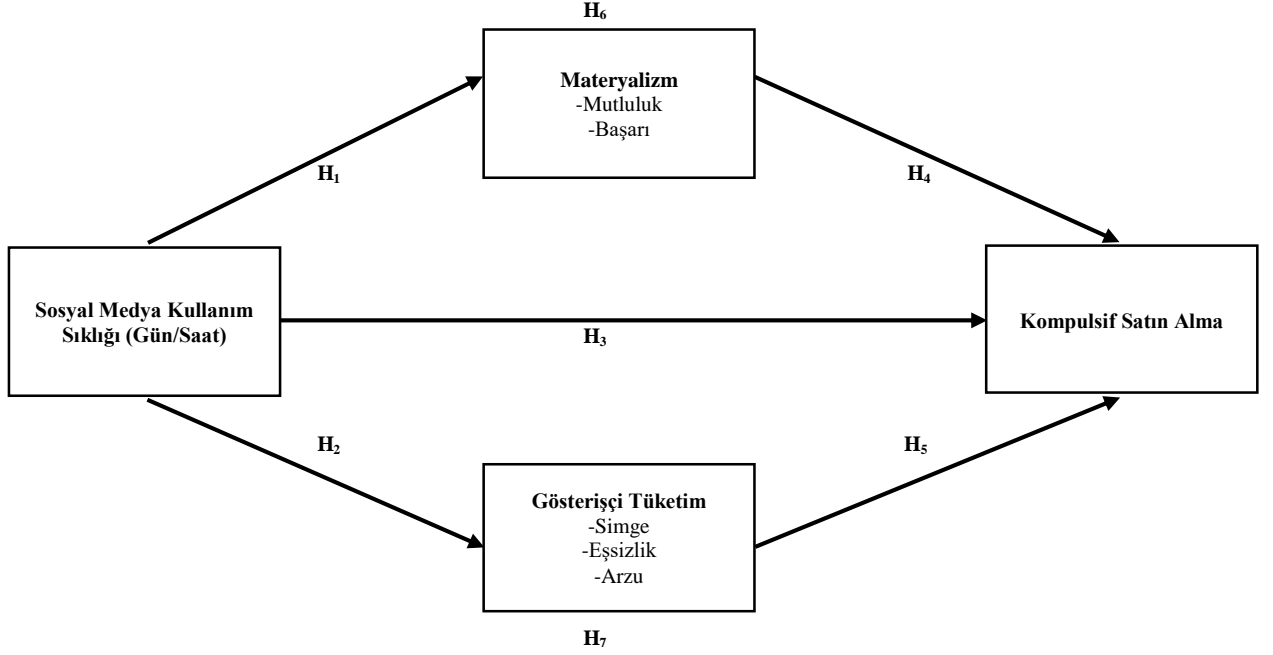 H6
Materyalizm
-Mutluluk
-Başarı
H1
H4
Sosyal Medya Kullanım
Sıklığı (Gün/Saat)
H3
Kompulsif Satın Alma
H2
H5
Gösterişçi Tüketim
-Simge
-Eşsizlik
-Arzu
H7